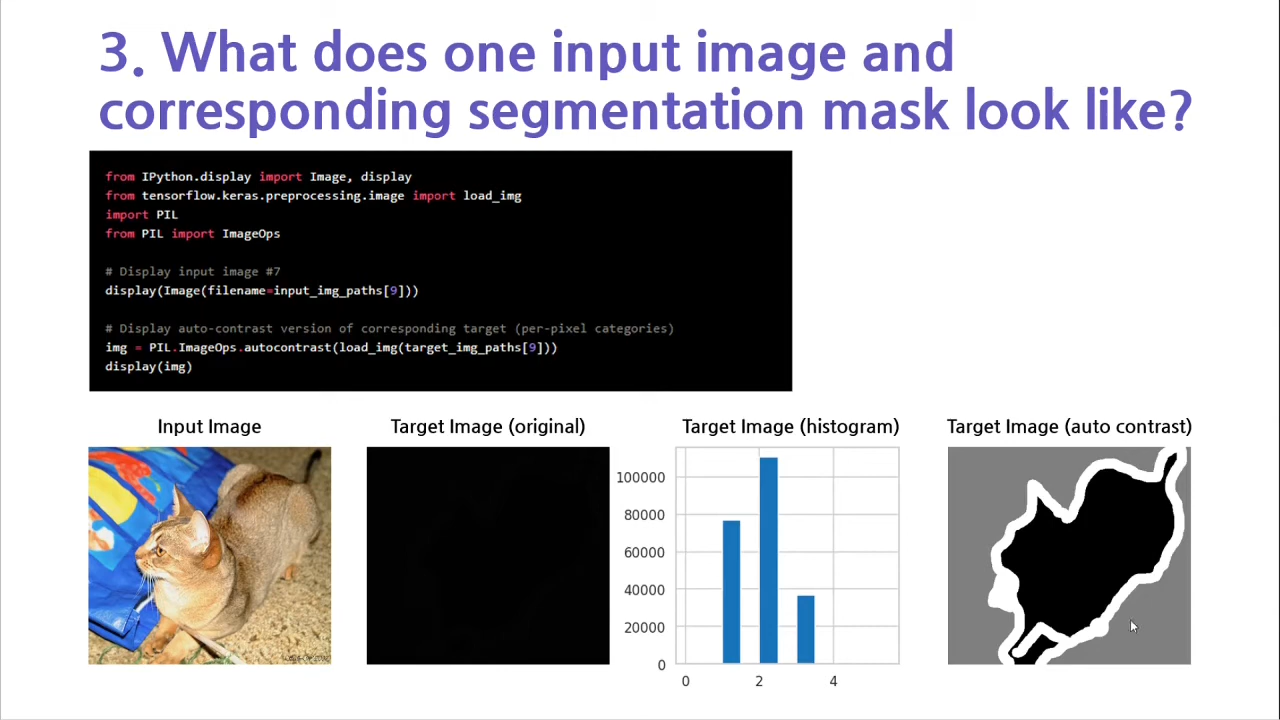 3. What does one input image and
corresponding segmentation mask look like?
from IPython.display import Image, display
from tensorflow.keras.preprocessing.image import load_img
import PIL
from PIL import ImageOps
# Display input image #7
display(Image(filename=input_img_paths[9]))
# Display auto-contrast version of corresponding target (per-pixel categories)
img = PIL.ImageOps.autocontrast(load_img(target_img_paths[9]))
display(img)
Input Image
Target Image (original)
Target Image (histogram)
Target Image (auto contrast)
100000
80000
60000
40000
20000
0
0 2 4